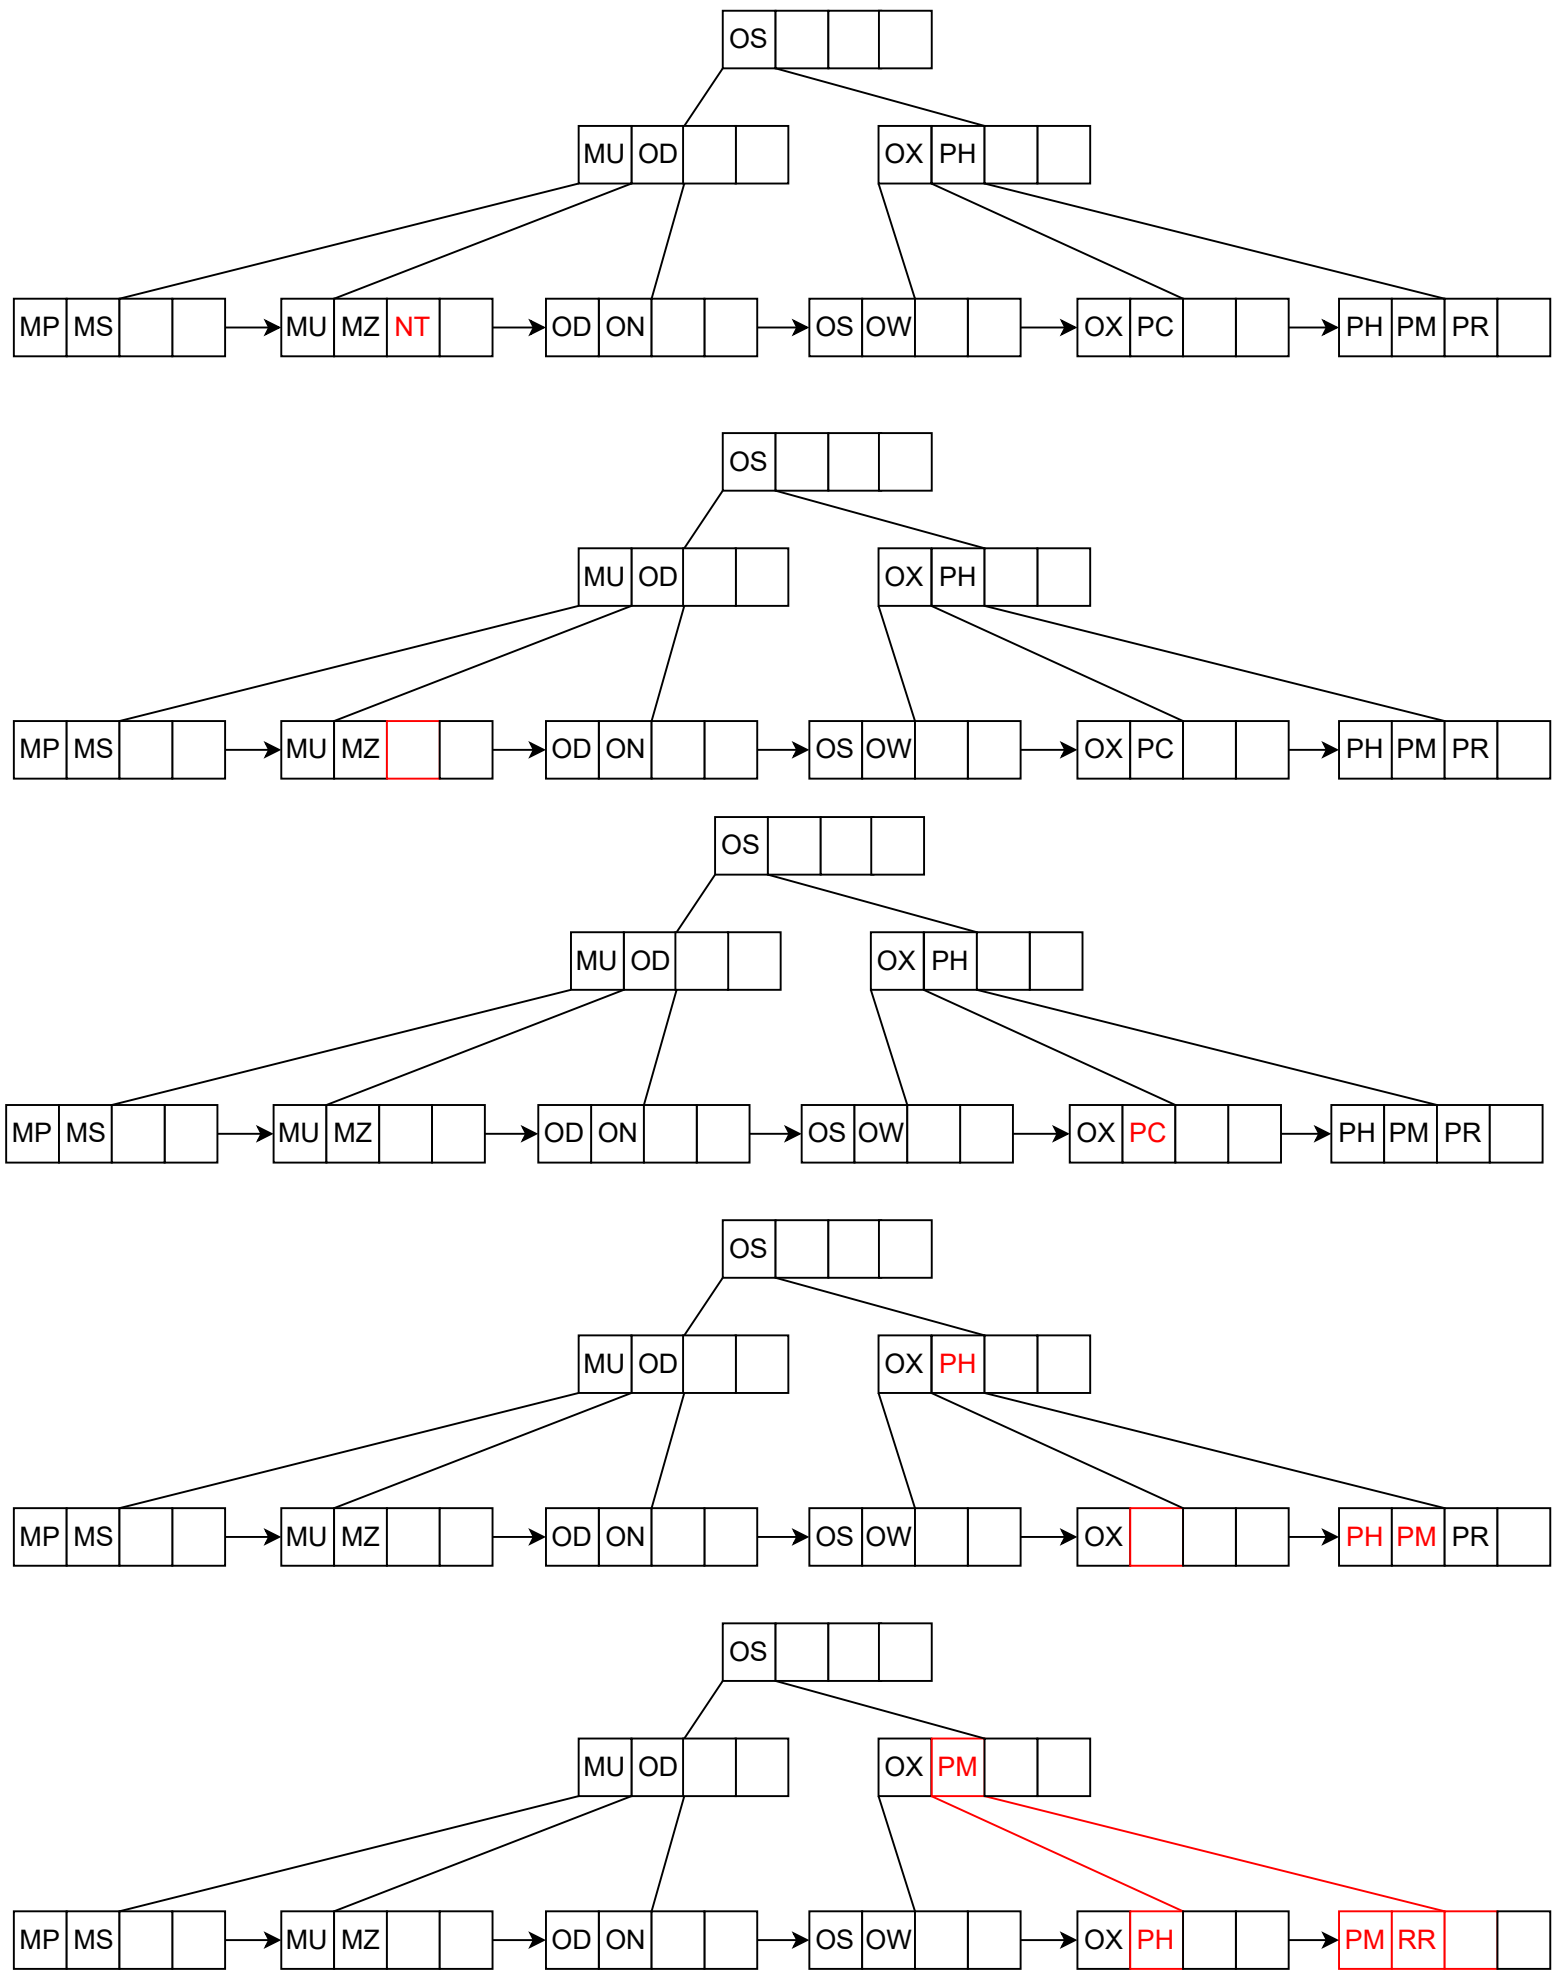 OS
MU OD OX PH
MP MS MU MZ NT OD ON OS OW OX PC PH PM PR
OS
MU OD OX PH
MP MS MU MZ OD ON OS OW OX PC PH PM PR
OS
MU OD OX PH
MP MS MU MZ OD ON OS OW OX PC PH PM PR
OS
MU OD OX PH
MP MS MU MZ OD ON OS OW OX PH PM PR
OS
MU OD OX PM
MP MS MU MZ OD ON OS OW OX PH PM RR